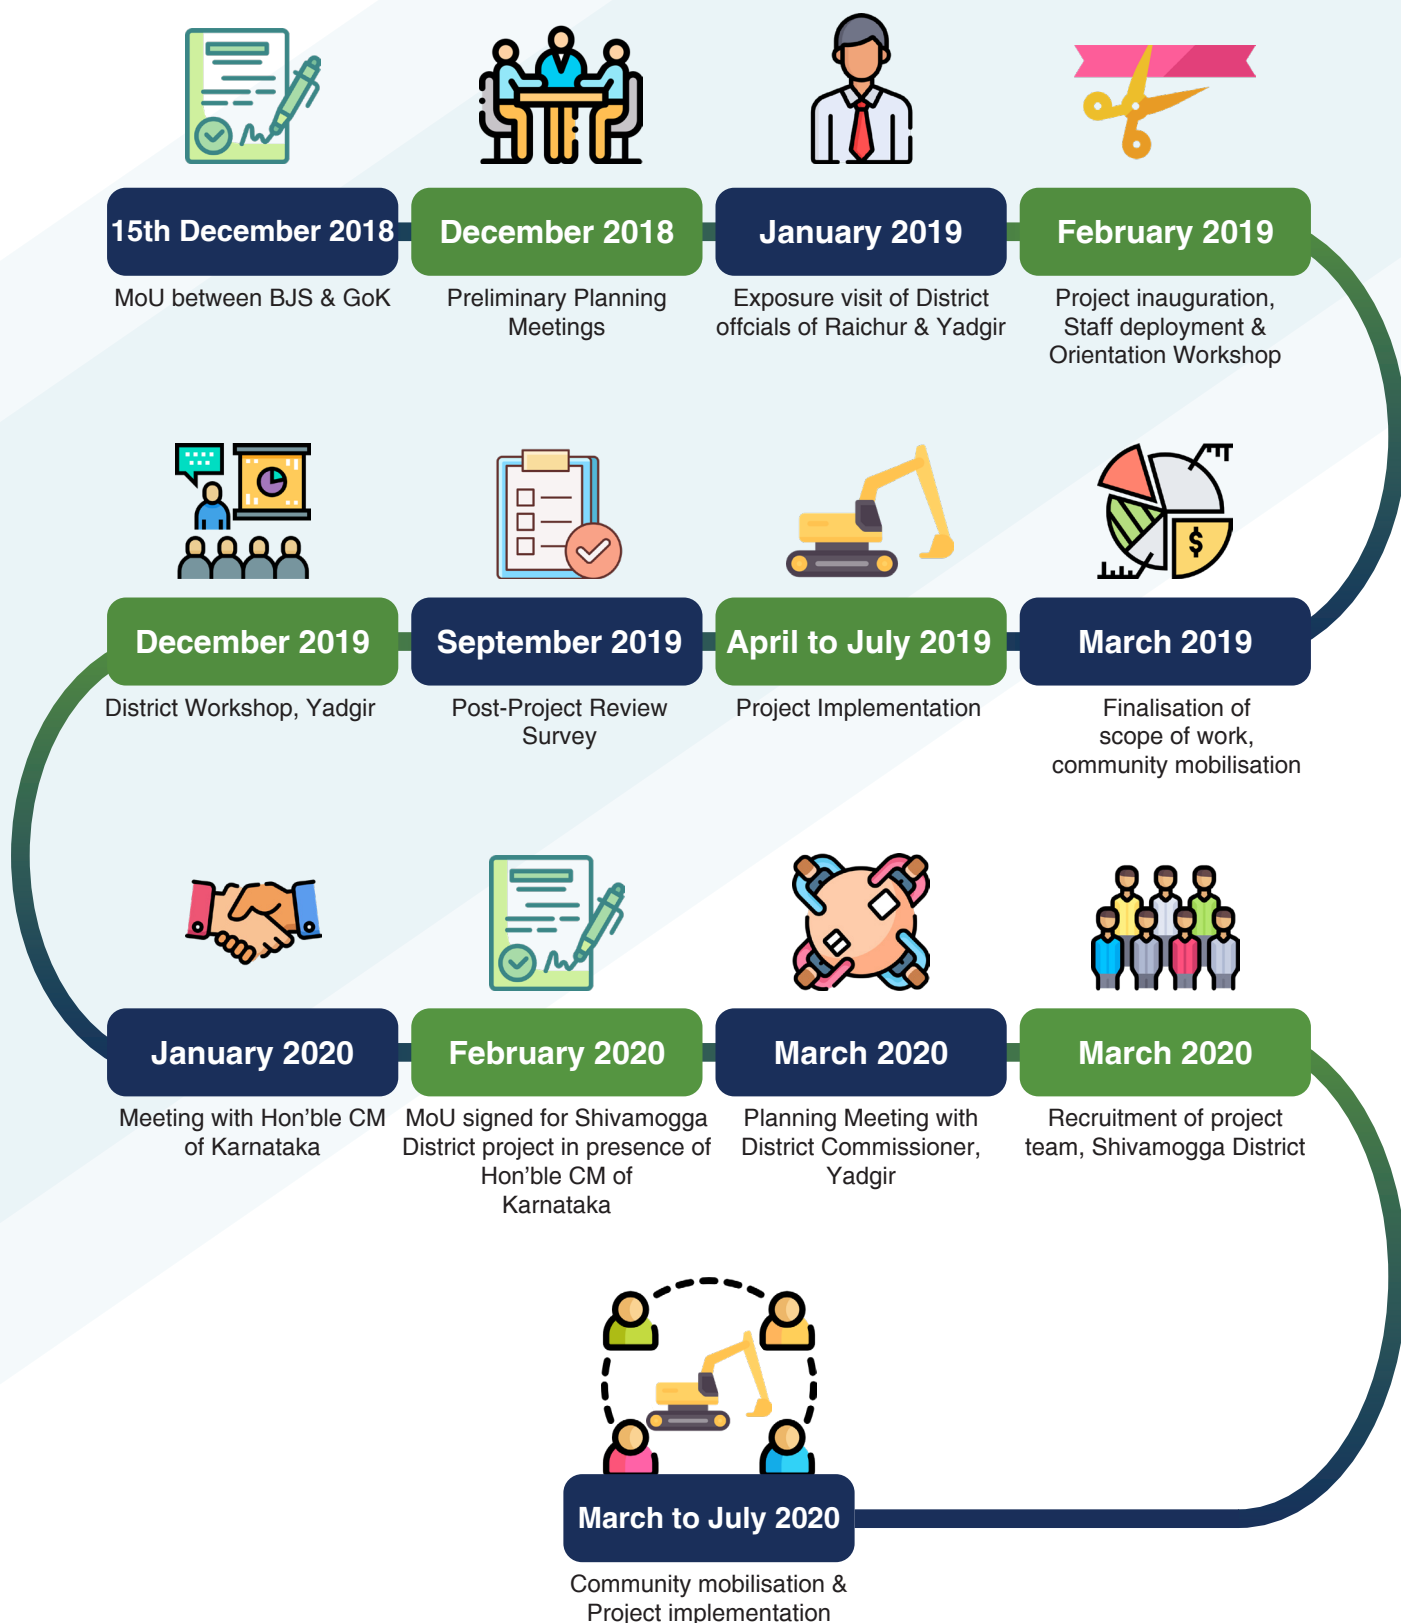 15th December 2018
MoU between BJS & GoK
December 2018
Preliminary Planning
Meetings
January 2019
Exposure visit of District
offcials of Raichur & Yadgir
February 2019
Project inauguration,
Staff deployment &
Orientation Workshop
March 2019
Finalisation of
scope of work,
community mobilisation
$
April to July 2019
Project Implementation
September 2019
Post-Project Review
Survey
December 2019
District Workshop, Yadgir
January 2020
Meeting with Hon’ble CM
of Karnataka
February 2020
MoU signed for Shivamogga
District project in presence of
Hon’ble CM of
Karnataka
March 2020
Planning Meeting with
District Commissioner,
Yadgir
March 2020
Recruitment of project
team, Shivamogga District
March to July 2020
Community mobilisation &
Project implementation